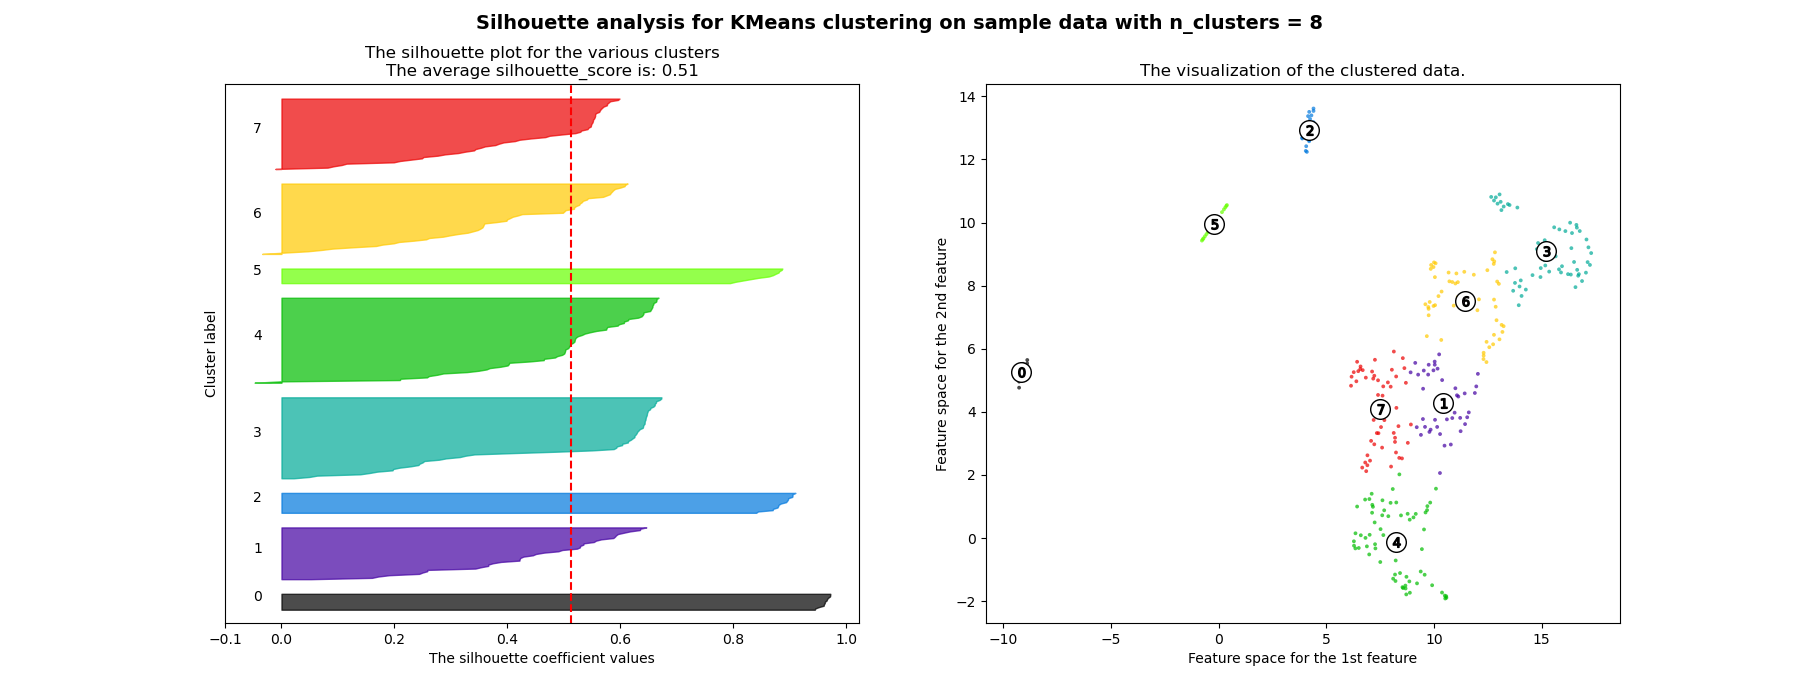 Silhouette analysis for KMeans clustering on sample data with n_clusters = 8
The silhouette plot for the various clusters
The average silhouette_score is: 0.51
Cluster label
7
6
5
4
3
2
1
0
−0.1 0.0 0.2 0.4 0.6 0.8 1.0
The silhouette coefficient values
The visualization of the clustered data.
Feature space for the 2nd feature
14
12
10
8
6
4
2
0
−2
2
5
3
6
0
1
7
4
−10 −5 0 5 10 15
Feature space for the 1st feature